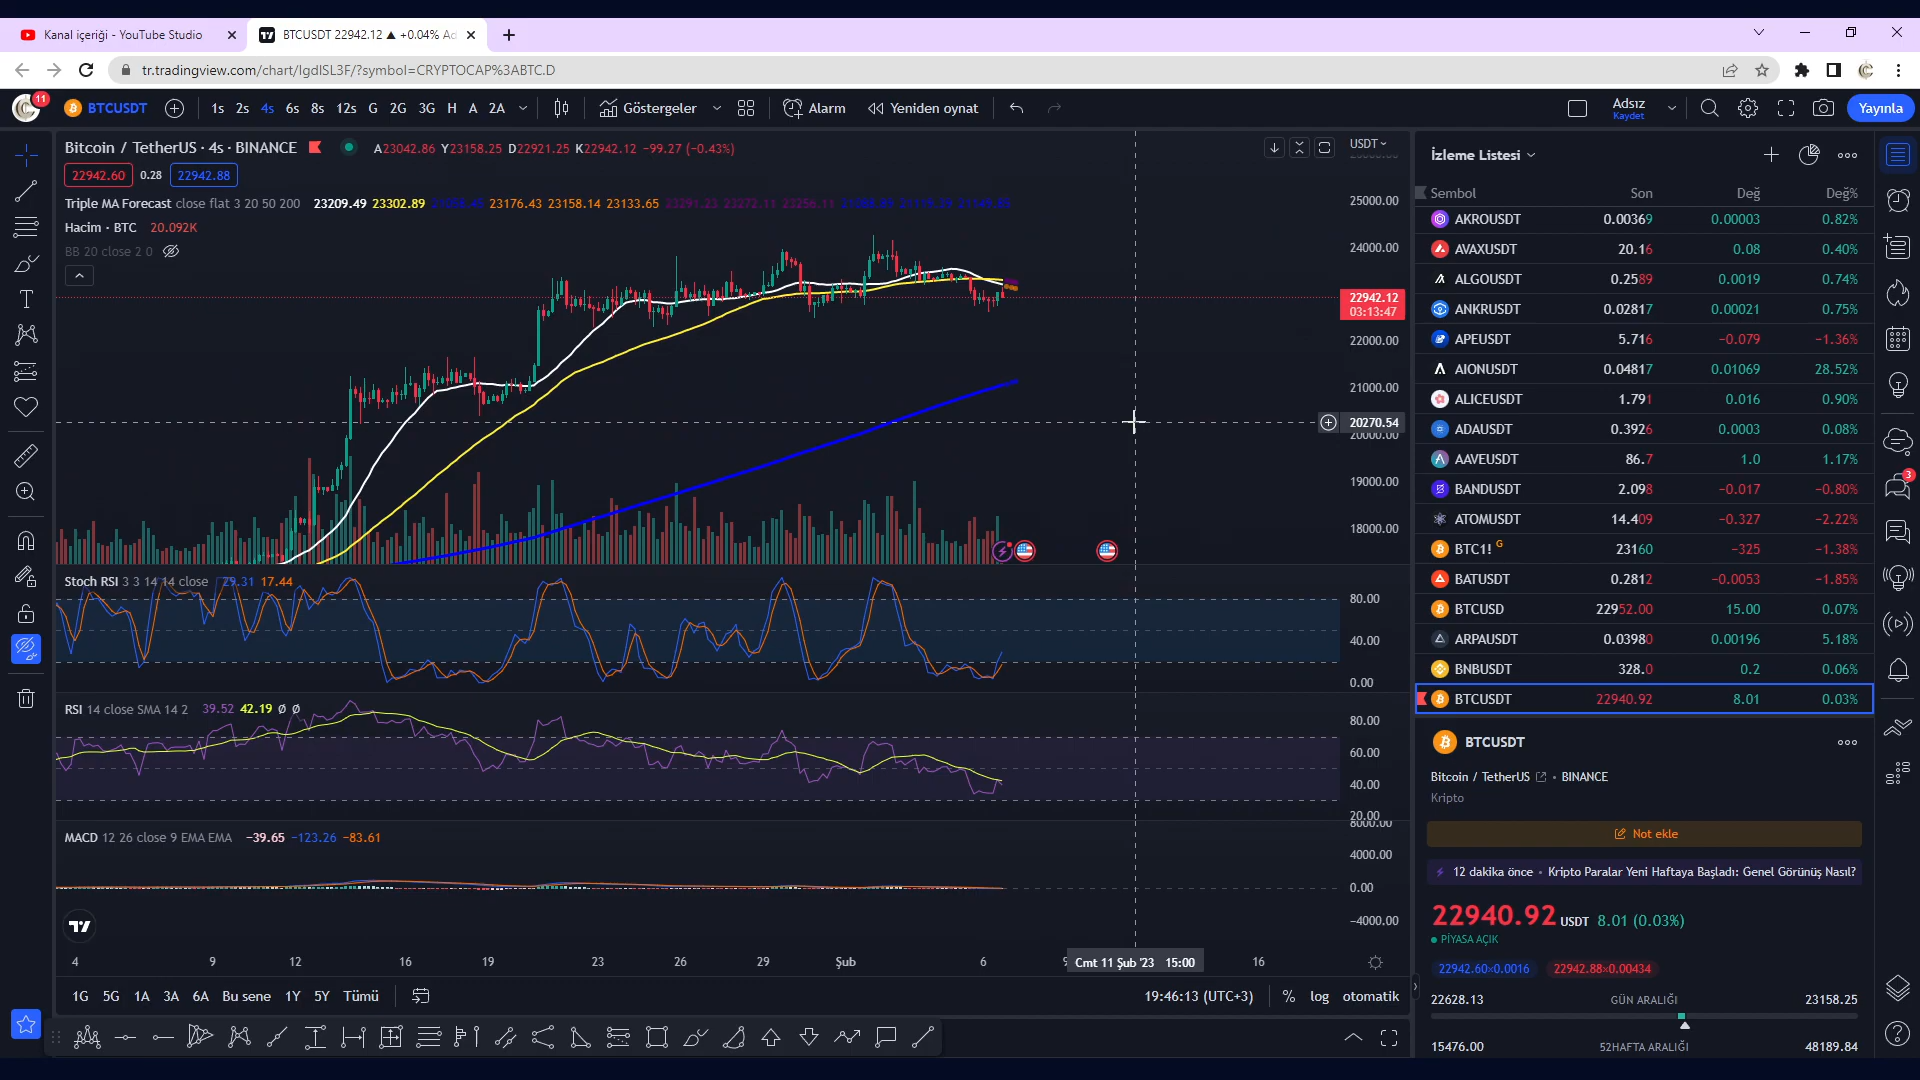 Kanal içeriği - YouTube Studio
BTCUSDT 22942.12 ▲ +0.04% Ad
tr.tradingview.com/chart/IgdISL3F/?symbol=CRYPTOCAP%3ABTC.D
11
BTCUSDT
1s 2s 4s 6s 8s 12s G 2G 3G H A 2A
Göstergeler
Alarm
Yeniden oynat
Adsız
Kaydet
Yayınla
Bitcoin / TetherUS · 4s · BINANCE
A23042.86 Y23158.25 D22921.25 K22942.12 −99.27 (−0.43%)
USDT
22942.60 0.28 22942.88
Triple MA Forecast close flat 3 20 50 200 23209.49 23302.89 23176.43 23158.14 23133.65 23291.23 23272.11 23256.11
Hacim · BTC 20.092K
BB 20 close 2 0
25000.00
24000.00
22942.12
03:13:47
22000.00
21000.00
20270.54
20000.00
19000.00
18000.00
Stoch RSI 3 3 14 14 close 29.31 17.44
80.00
40.00
0.00
RSI 14 close SMA 14 2 39.52 42.19 Ø Ø
80.00
60.00
40.00
20.00
MACD 12 26 close 9 EMA EMA −39.65 −123.26 −83.61
8000.00
4000.00
0.00
−4000.00
4 9 12 16 19 23 26 29 Şub 6 9 Cmt 11 Şub '23 15:00 16
1G 5G 1A 3A 6A Bu sene 1Y 5Y Tümü
19:46:13 (UTC+3) % log otomatik
İzleme Listesi
Sembol Son Değ Değ%
AKROUSDT 0.00369 0.00003 0.82%
AVAXUSDT 20.16 0.08 0.40%
ALGOUSDT 0.2589 0.0019 0.74%
ANKRUSDT 0.02817 0.00021 0.75%
APEUSDT 5.716 −0.079 −1.36%
AIONUSDT 0.04817 0.01069 28.52%
ALICEUSDT 1.791 0.016 0.90%
ADAUSDT 0.3926 0.0003 0.08%
AAVEUSDT 86.7 1.0 1.17%
BANDUSDT 2.098 −0.017 −0.80%
ATOMUSDT 14.409 −0.327 −2.22%
BTC1! G 23160 −325 −1.38%
BATUSDT 0.2812 −0.0053 −1.85%
BTCUSD 22952.00 15.00 0.07%
ARPAUSDT 0.03980 0.00196 5.18%
BNBUSDT 328.0 0.2 0.06%
BTCUSDT 22940.92 8.01 0.03%
BTCUSDT
Bitcoin / TetherUS • BINANCE
Kripto
Not ekle
12 dakika önce • Kripto Paralar Yeni Haftaya Başladı: Genel Görünüş Nasıl?
22940.92 USDT 8.01 (0.03%)
PİYASA AÇIK
22942.60×0.0016 22942.88×0.00434
22628.13 GÜN ARALIĞI 23158.25
15476.00 52HAFTA ARALIĞI 48189.84
3